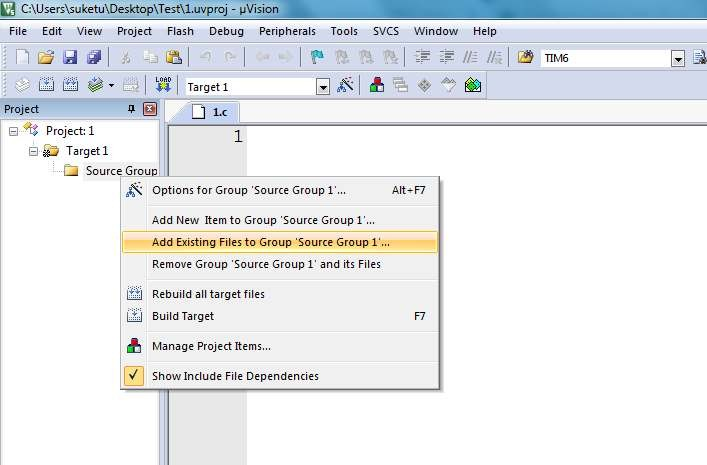 C:\Users\suketu\Desktop\Test\1.uvproj - µVision
File Edit View Project Flash Debug Peripherals Tools SVCS Window Help
TIM6
LOAD
Target 1
Project
1.c
Project: 1
1
Target 1
Source Group
Options for Group 'Source Group 1'... Alt+F7
Add New Item to Group 'Source Group 1'...
Add Existing Files to Group 'Source Group 1'...
Remove Group 'Source Group 1' and its Files
Rebuild all target files
Build Target F7
Manage Project Items...
Show Include File Dependencies